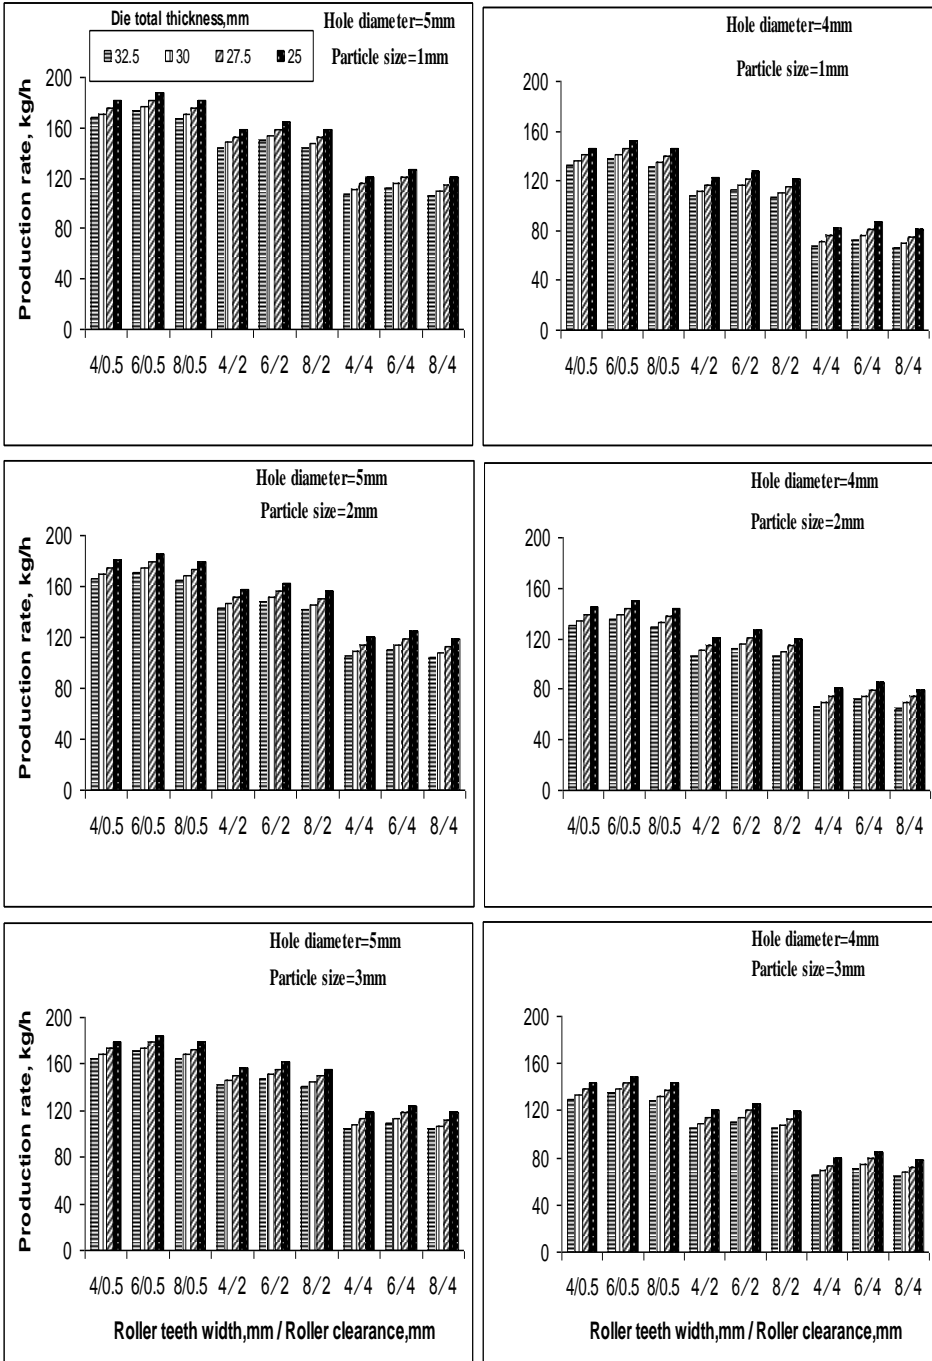 Die total thickness,mm
32.5 30 27.5 25
Hole diameter=5mm
Particle size=1mm
Production rate, kg/h
200
160
120
80
40
0
4/0.5 6/0.5 8/0.5 4/2 6/2 8/2 4/4 6/4 8/4
Hole diameter=4mm
Particle size=1mm
200
160
120
80
40
0
4/0.5 6/0.5 8/0.5 4/2 6/2 8/2 4/4 6/4 8/4
Hole diameter=5mm
Particle size=2mm
Production rate, kg/h
200
160
120
80
40
0
4/0.5 6/0.5 8/0.5 4/2 6/2 8/2 4/4 6/4 8/4
Hole diameter=4mm
Particle size=2mm
200
160
120
80
40
0
4/0.5 6/0.5 8/0.5 4/2 6/2 8/2 4/4 6/4 8/4
Hole diameter=5mm
Particle size=3mm
Production rate, kg/h
200
160
120
80
40
0
4/0.5 6/0.5 8/0.5 4/2 6/2 8/2 4/4 6/4 8/4
Roller teeth width,mm / Roller clearance,mm
Hole diameter=4mm
Particle size=3mm
200
160
120
80
40
0
4/0.5 6/0.5 8/0.5 4/2 6/2 8/2 4/4 6/4 8/4
Roller teeth width,mm / Roller clearance,mm